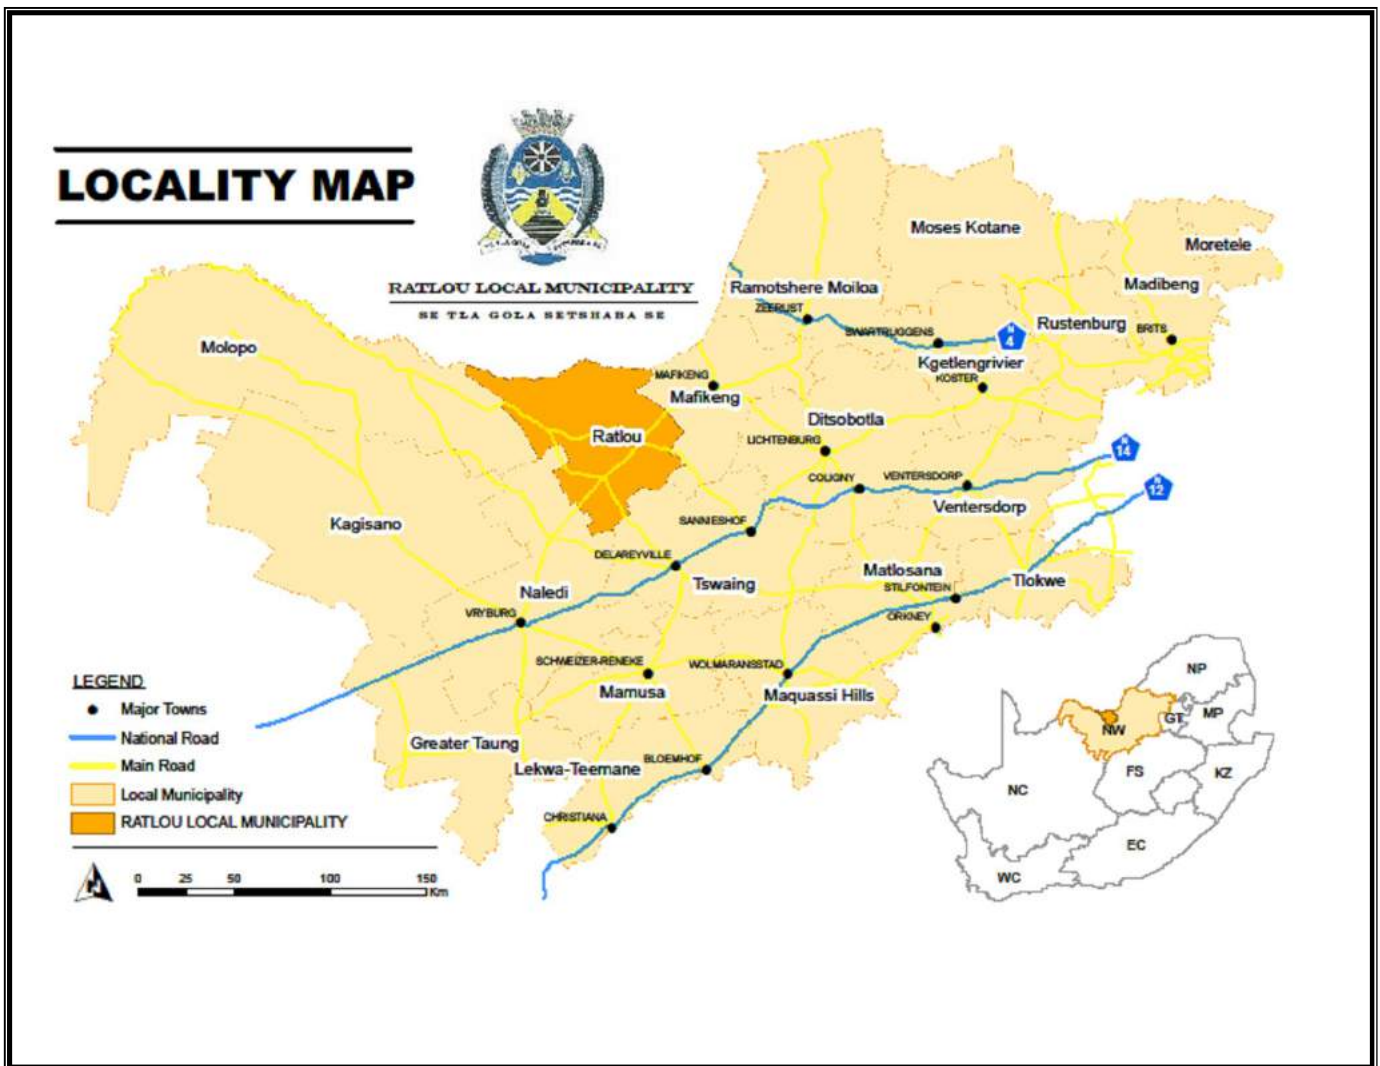 LOCALITY MAP
RATLOU LOCAL MUNICIPALITY
SE TLA GOLA SETSHABA SE
Moses Kotane
Moretele
Madibeng
Ramotshere Moiloa
ZEERUST
SWARTRUGGENS
N
4
Rustenburg
BRITS
Kgetlengrivier
KOSTER
Molopo
MAFIKENG
Mafikeng
Ratlou
Ditsobotla
LICHTENBURG
N
14
COLIGNY
VENTERSDORP
N
12
Ventersdorp
Kagisano
SANNIESHOF
DELAREYVILLE
Tswaing
Matlosana
STILFONTEIN
Tlokwe
Naledi
VRYBURG
ORKNEY
SCHWEIZER-RENEKE
WOLMARANSSTAD
Mamusa
Maquassi Hills
Greater Taung
Lekwa-Teemane
BLOEMHOF
CHRISTIANA
LEGEND
Major Towns
National Road
Main Road
Local Municipality
RATLOU LOCAL MUNICIPALITY
N
0 25 50 100 150
Km
NP
MP
GT
NW
FS
KZ
NC
EC
WC